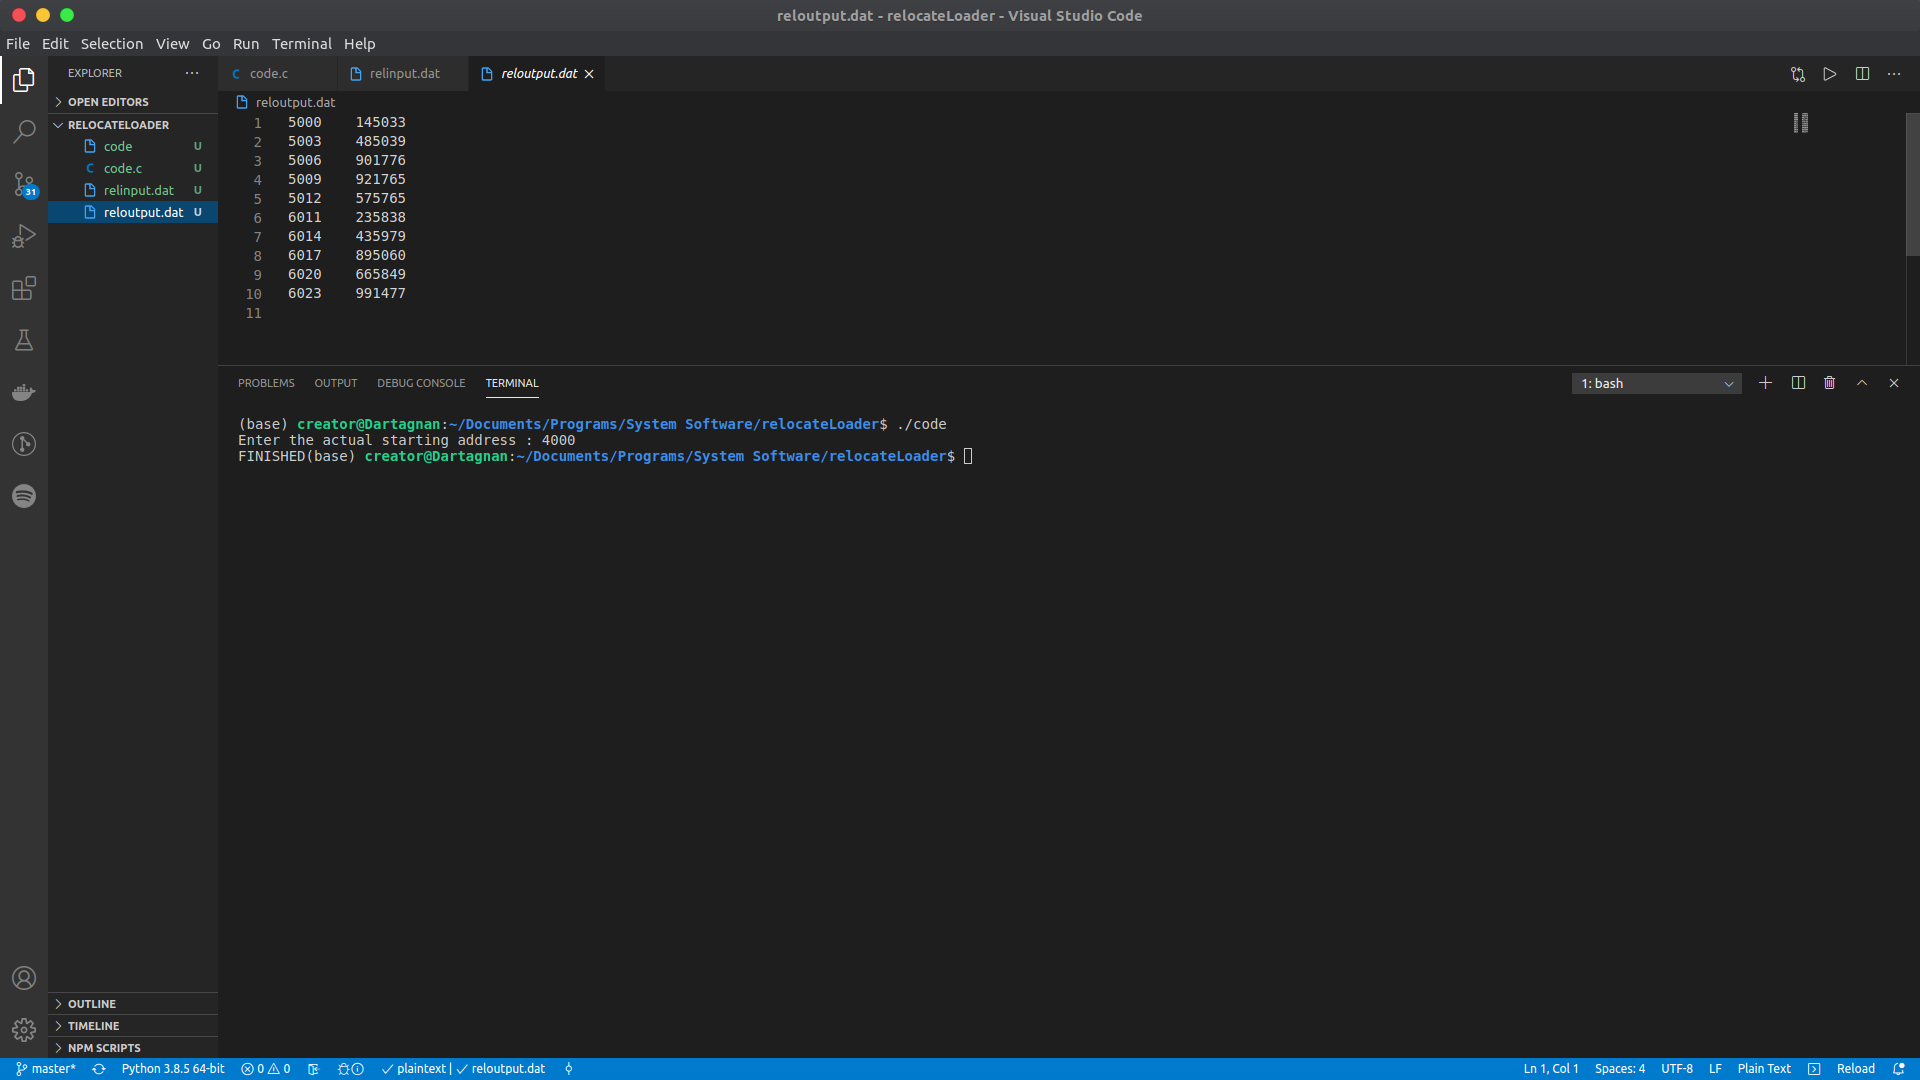 reloutput.dat - relocateLoader - Visual Studio Code
File Edit Selection View Go Run Terminal Help
EXPLORER
OPEN EDITORS
RELOCATELOADER
code U
C code.c U
relinput.dat U
reloutput.dat U
31
OUTLINE
TIMELINE
NPM SCRIPTS
C code.c relinput.dat reloutput.dat
reloutput.dat
1 5000 145033
2 5003 485039
3 5006 901776
4 5009 921765
5 5012 575765
6 6011 235838
7 6014 435979
8 6017 895060
9 6020 665849
10 6023 991477
11
PROBLEMS OUTPUT DEBUG CONSOLE TERMINAL
1: bash
(base) creator@Dartagnan:~/Documents/Programs/System Software/relocateLoader$ ./code
Enter the actual starting address : 4000
FINISHED(base) creator@Dartagnan:~/Documents/Programs/System Software/relocateLoader$
master* Python 3.8.5 64-bit 0 0 plaintext | reloutput.dat Ln 1, Col 1 Spaces: 4 UTF-8 LF Plain Text Reload